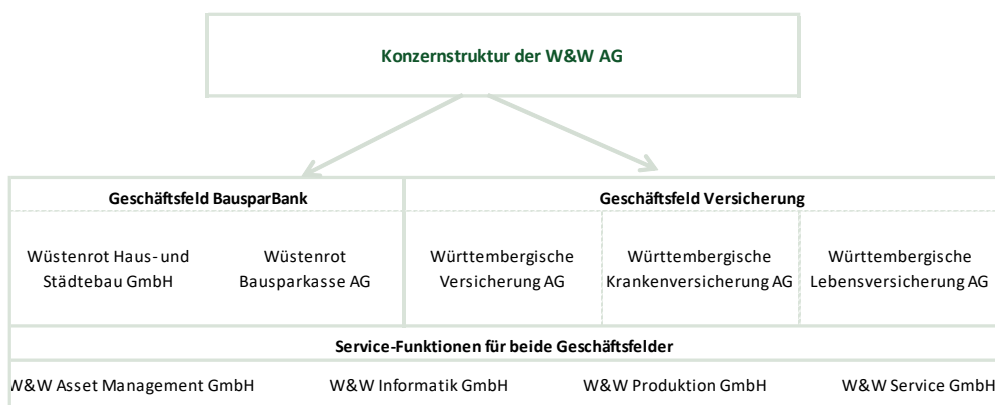 Konzernstruktur der W&W AG
Geschäftsfeld BausparBank
Geschäftsfeld Versicherung
Wüstenrot Haus- und
Städtebau GmbH
Wüstenrot
Bausparkasse AG
Württembergische
Versicherung AG
Württembergische
Krankenversicherung AG
Württembergische
Lebensversicherung AG
Service-Funktionen für beide Geschäftsfelder
W&W Asset Management GmbH
W&W Informatik GmbH
W&W Produktion GmbH
W&W Service GmbH